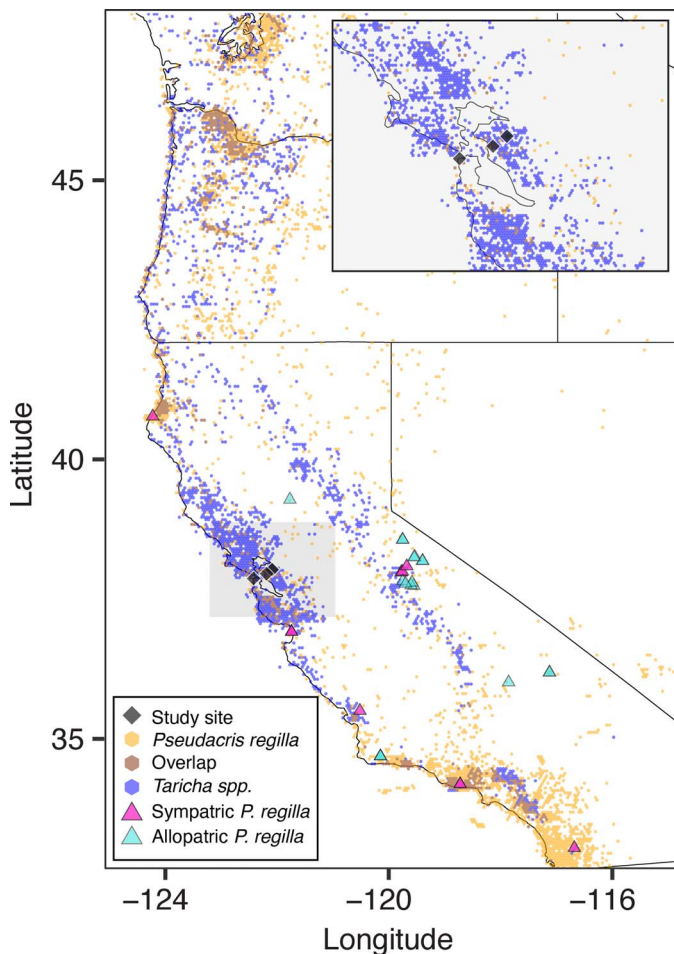 45
40
35
Latitude
Study site
Pseudacris regilla
Overlap
Taricha spp.
Sympatric P. regilla
Allopatric P. regilla
−124
−120
−116
Longitude